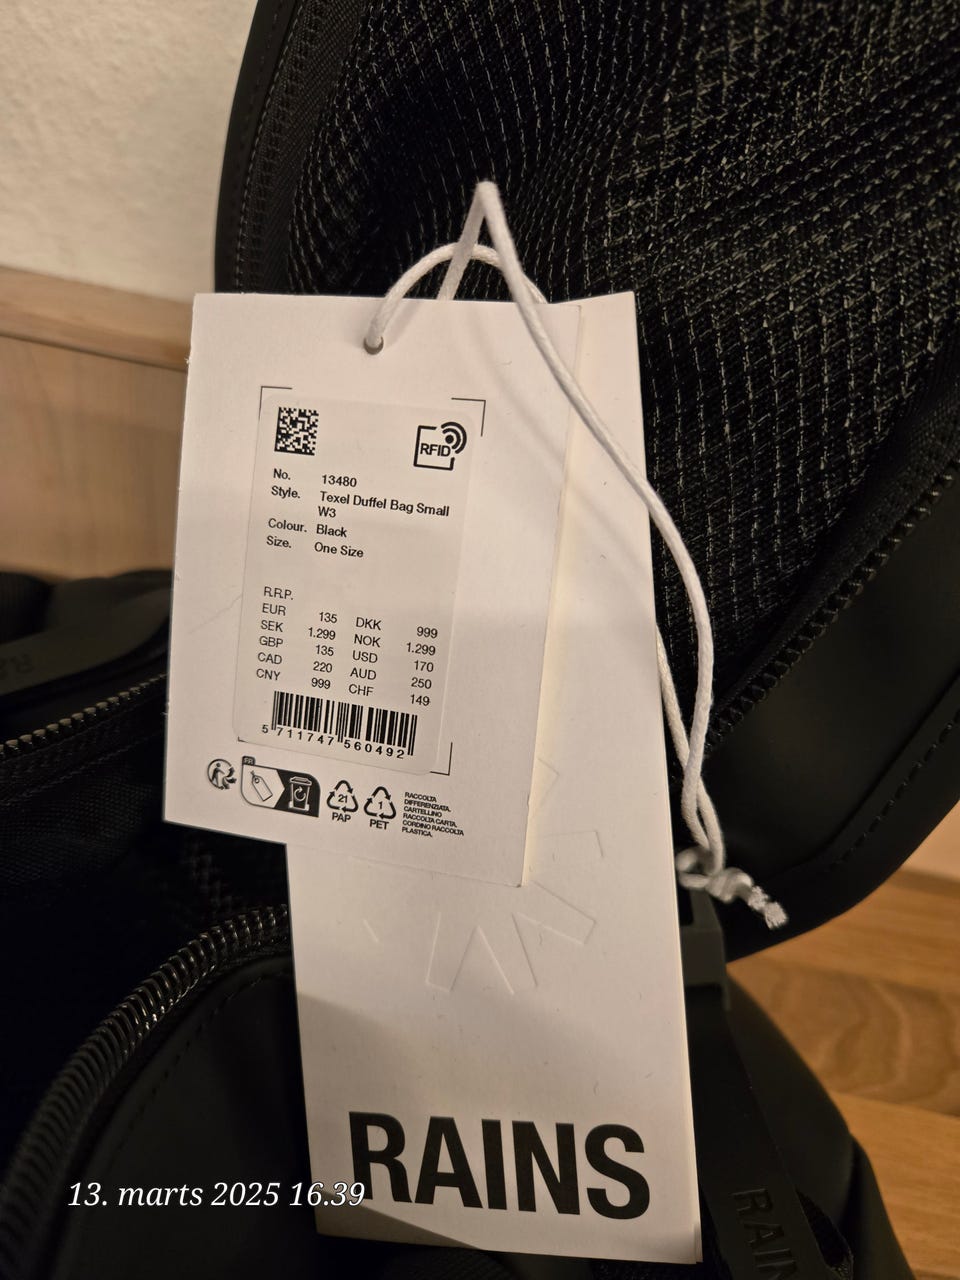 RFID
No. 13480
Style. Texel Duffel Bag Small
W3
Colour. Black
Size. One Size
R.R.P.
EUR 135 DKK 999
SEK 1.299 NOK 1.299
GBP 135 USD 170
CAD 220 AUD 250
CNY 999 CHF 149
5 711747 560492
FR
21
PAP
1
PET
RACCOLTA
DIFFERENZIATA.
CARTELLINO
RACCOLTA CARTA.
CORDINO RACCOLTA
PLASTICA.
RAINS
13. marts 2025 16.39
RAIN